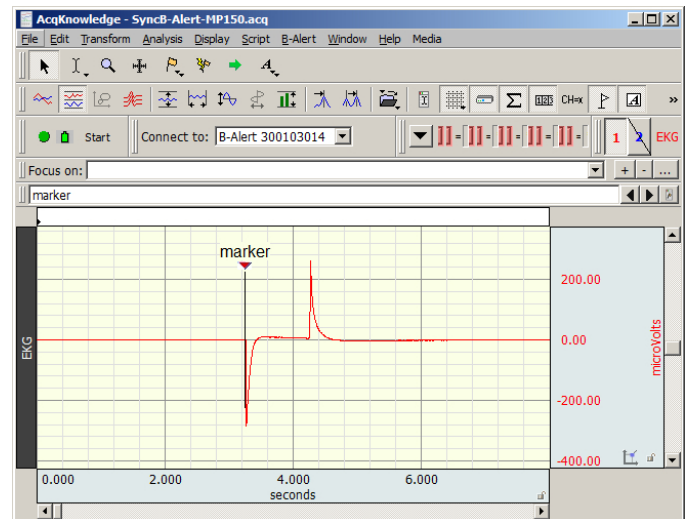 AcqKnowledge - SyncB-Alert-MP150.acq
File Edit Transform Analysis Display Script B-Alert Window Help Media
CH=x »
Start Connect to: B-Alert 300103014 1 2 EKG
Focus on: + - ...
marker
marker
200.00
0.00
-200.00
-400.00
EKG
microVolts
0.000 2.000 4.000 6.000
seconds